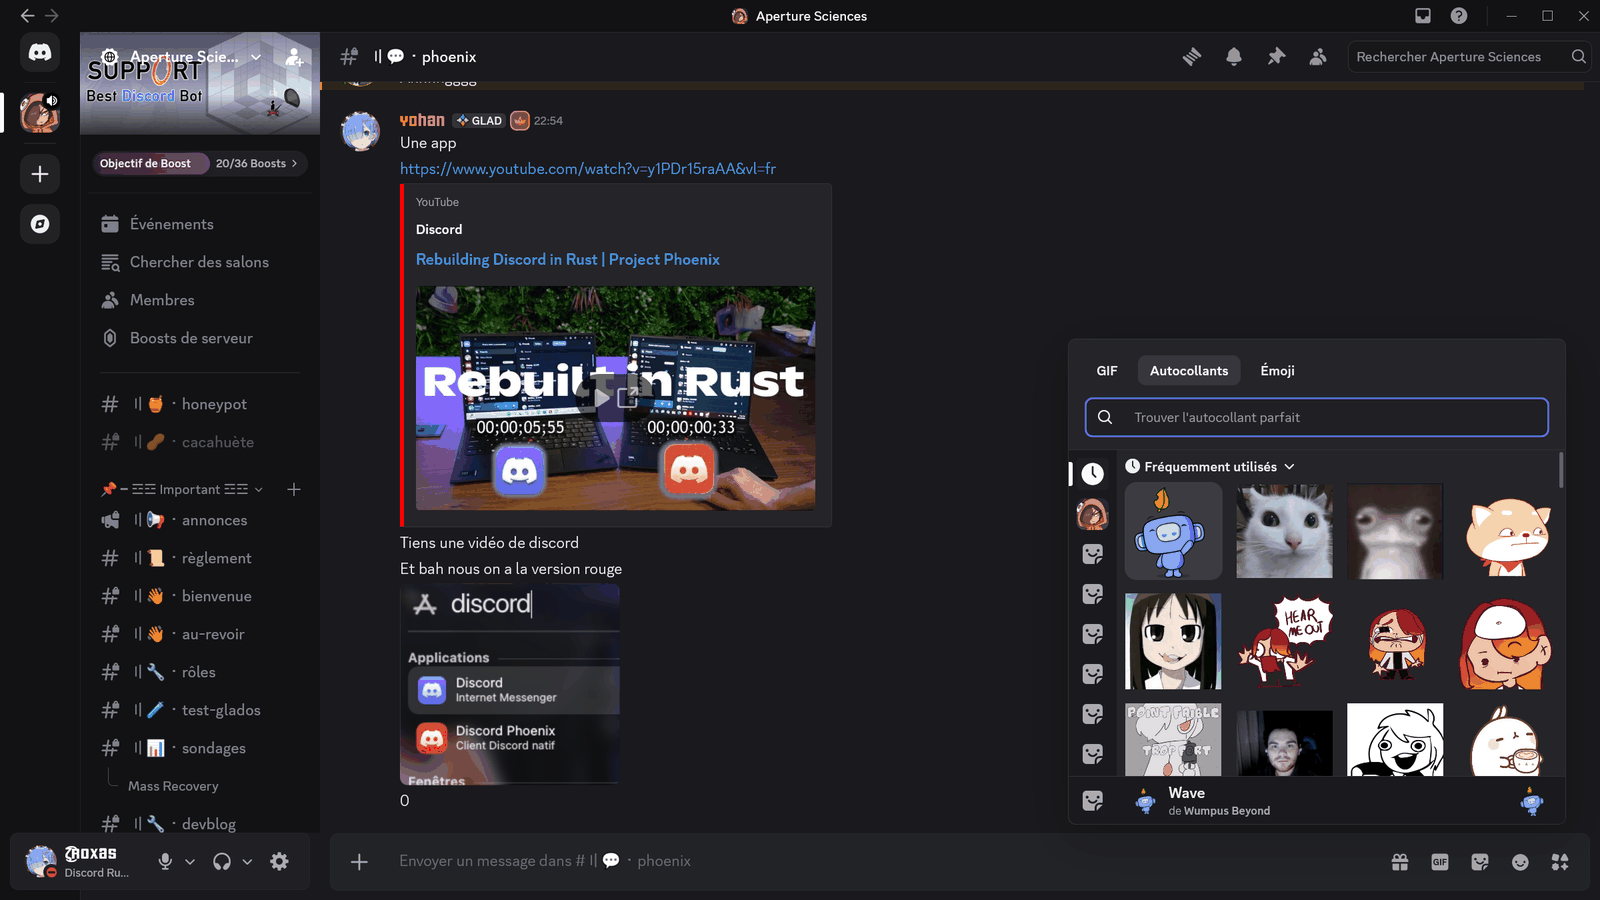 Aperture Sciences
Aperture Scie...
SUPPORT
Best Discord Bot
Objectif de Boost
20/36 Boosts
Événements
Chercher des salons
Membres
Boosts de serveur
honeypot
cacahuète
Important
annonces
règlement
bienvenue
au-revoir
rôles
test-glados
sondages
Mass Recovery
devblog
Roxas
Discord Ru...
phoenix
Rechercher Aperture Sciences
yohan GLAD 22:54
Une app
https://www.youtube.com/watch?v=y1PDr15raAA&vl=fr
YouTube
Discord
Rebuilding Discord in Rust | Project Phoenix
Rebuilt in Rust
00;00;05;55
00;00;00;33
Tiens une vidéo de discord
Et bah nous on a la version rouge
discord
Applications
Discord
Internet Messenger
Discord Phoenix
Client Discord natif
Fenêtres
0
Envoyer un message dans # phoenix
GIF
GIF
Autocollants
Émoji
Trouver l'autocollant parfait
Fréquemment utilisés
HEAR
ME OUT
POINT FAIBLE
TROP FORT
Wave
de Wumpus Beyond